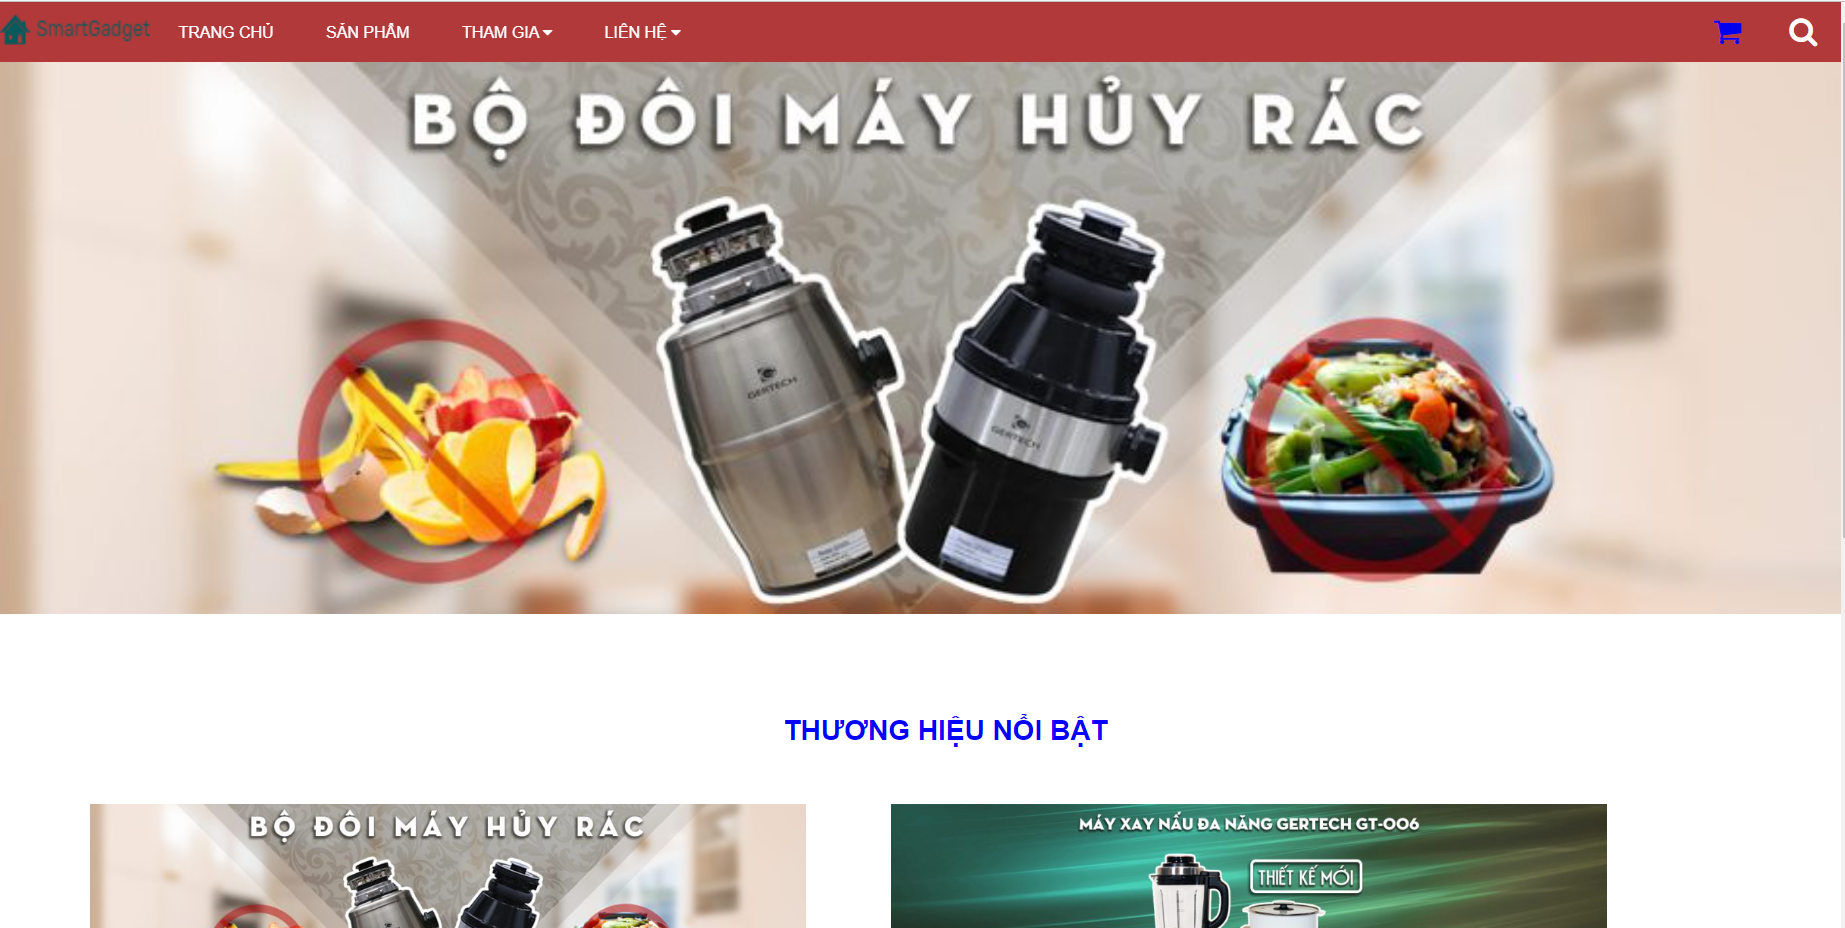 SmartGadget TRANG CHỦ SẢN PHẨM THAM GIA LIÊN HỆ
BỘ ĐÔI MÁY HỦY RÁC
GERTECH
GERTECH
THƯƠNG HIỆU NỔI BẬT
BỘ ĐÔI MÁY HỦY RÁC
MÁY XAY NẤU ĐA NĂNG GERTECH GT-006
THIẾT KẾ MỚI